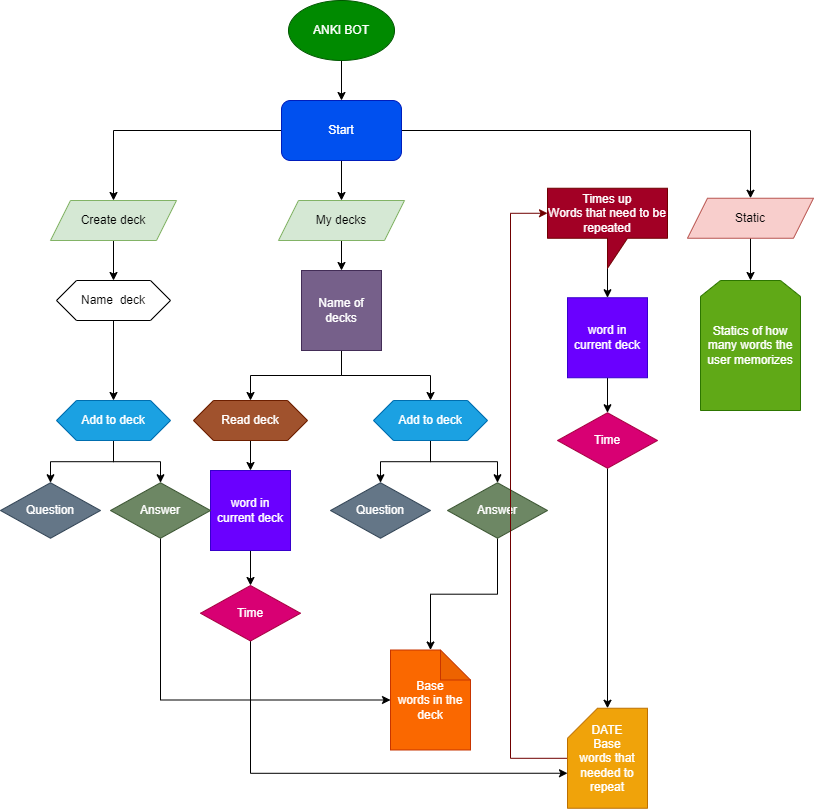 ANKI BOT
Start
Create deck
My decks
Times up
Words that need to be
repeated
Static
Name deck
Name of
decks
word in
current deck
Statics of how
many words the
user memorizes
Add to deck
Read deck
Add to deck
Time
Question
Answer
word in
current deck
Question
Answer
Time
Base
words in the
deck
DATE
Base
words that
needed to
repeat